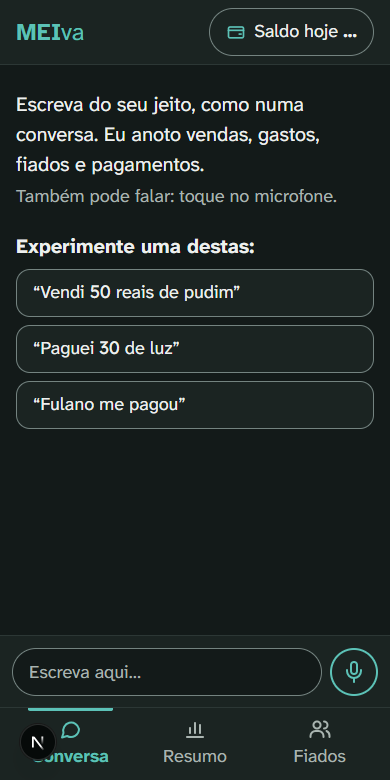 MEIva
Saldo hoje ...
Escreva do seu jeito, como numa
conversa. Eu anoto vendas, gastos,
fiados e pagamentos.
Também pode falar: toque no microfone.
Experimente uma destas:
“Vendi 50 reais de pudim”
“Paguei 30 de luz”
“Fulano me pagou”
Escreva aqui...
N
Conversa
Resumo
Fiados